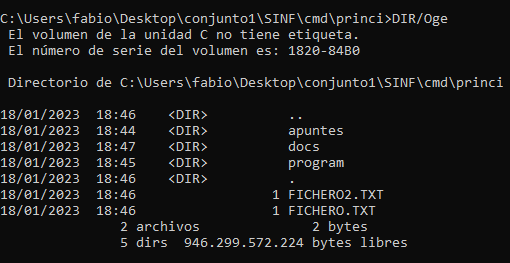 C:\Users\fabio\Desktop\conjunto1\SINF\cmd\princi>DIR/Oge
 El volumen de la unidad C no tiene etiqueta.
 El número de serie del volumen es: 1820-84B0

 Directorio de C:\Users\fabio\Desktop\conjunto1\SINF\cmd\princi

18/01/2023  18:46    <DIR>          ..
18/01/2023  18:44    <DIR>          apuntes
18/01/2023  18:47    <DIR>          docs
18/01/2023  18:45    <DIR>          program
18/01/2023  18:46    <DIR>          .
18/01/2023  18:46                 1 FICHERO2.TXT
18/01/2023  18:46                 1 FICHERO.TXT
               2 archivos              2 bytes
               5 dirs  946.299.572.224 bytes libres